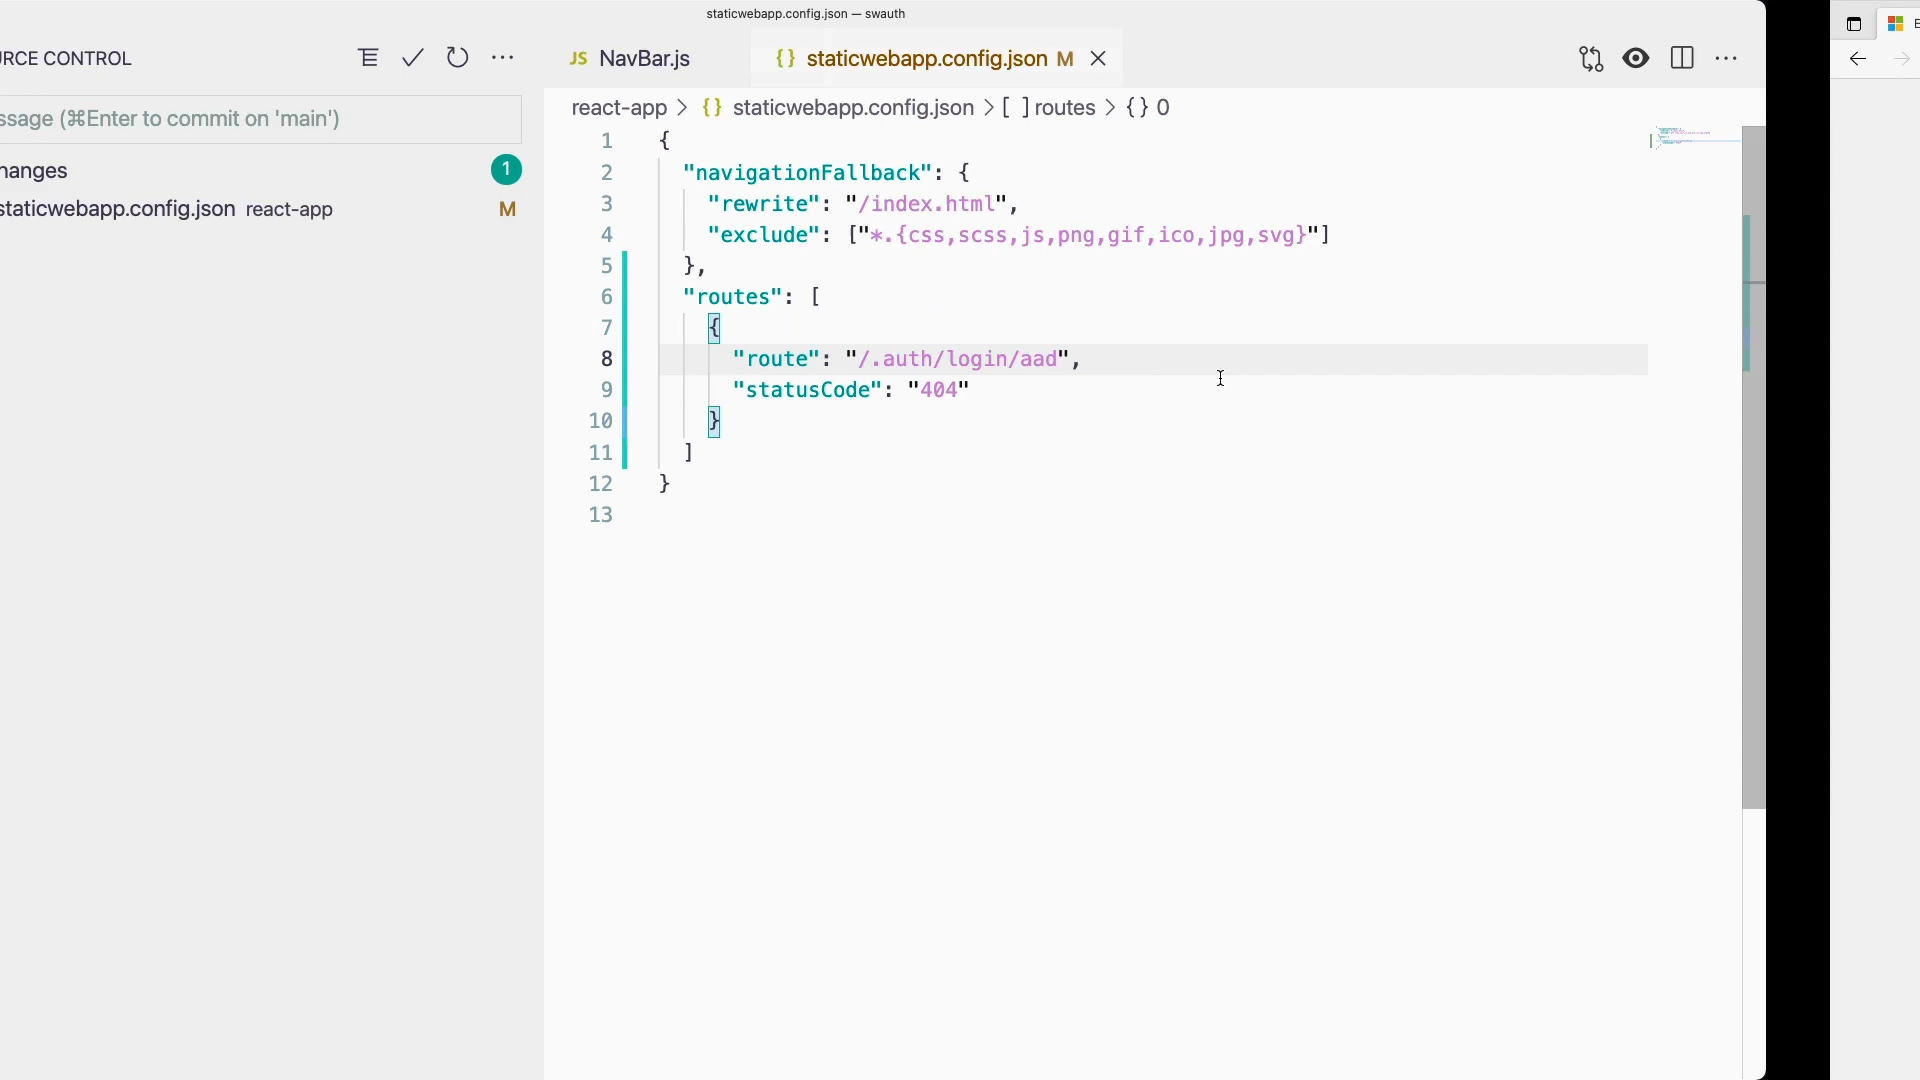 staticwebapp.config.json — swauth
URCE CONTROL
NavBar.js
staticwebapp.config.json M
ssage (⌘Enter to commit on 'main')
react-app > {} staticwebapp.config.json > [ ] routes > {} 0
hanges 1
staticwebapp.config.json react-app M
1 {
2 "navigationFallback": {
3 "rewrite": "/index.html",
4 "exclude": ["*.{css,scss,js,png,gif,ico,jpg,svg}"]
5 },
6 "routes": [
7 {
8 "route": "/.auth/login/aad",
9 "statusCode": "404"
10 }
11 ]
12 }
13